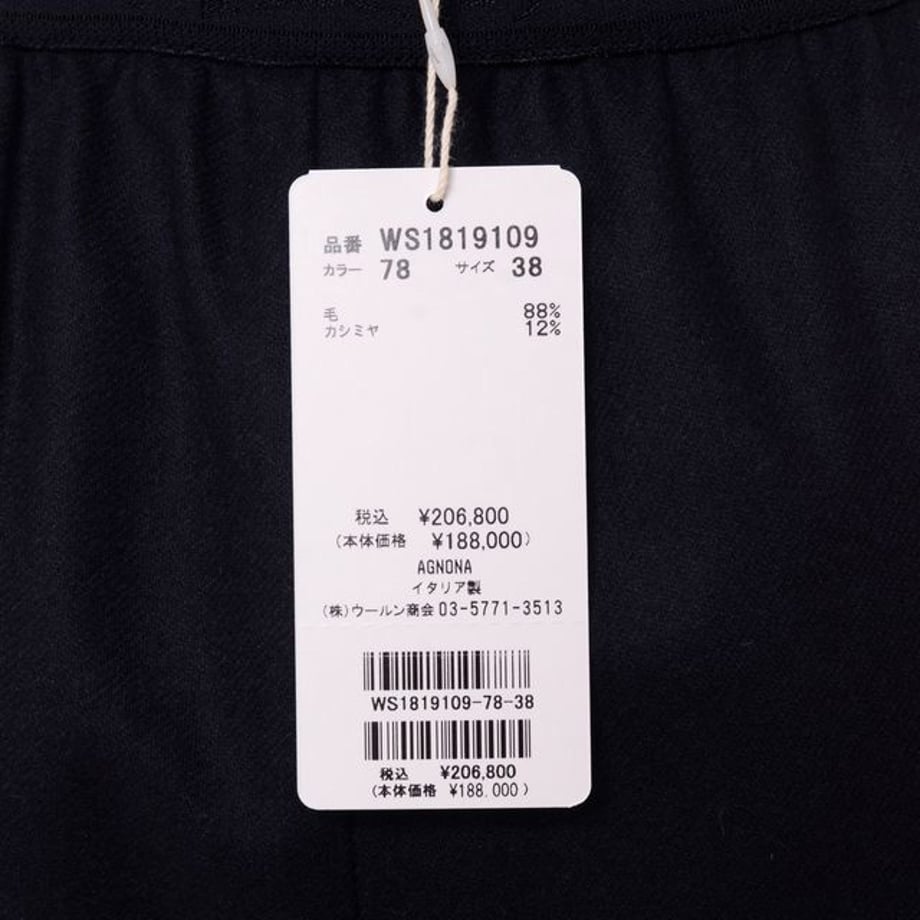 品番 WS1819109
カラー 78 サイズ 38
毛 88%
カシミヤ 12%
税込 ¥206,800
(本体価格 ¥188,000)
AGNONA
イタリア製
(株)ウールン商会 03-5771-3513
WS1819109-78-38
税込 ¥206,800
(本体価格 ¥188,000)